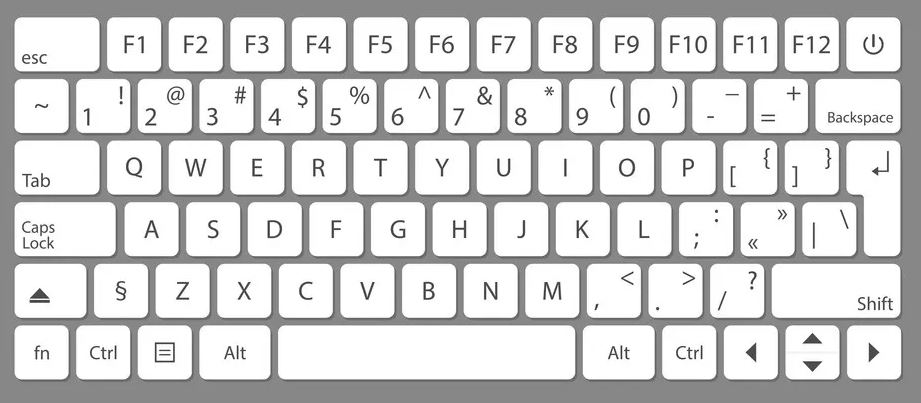 esc F1 F2 F3 F4 F5 F6 F7 F8 F9 F10 F11 F12
~ ! 1 @ 2 # 3 $ 4 % 5 ^ 6 & 7 * 8 ( 9 ) 0 _ - + = Backspace
Tab Q W E R T Y U I O P { [ } ]
Caps Lock A S D F G H J K L : ; » « \ |
§ Z X C V B N M < , > . ? / Shift
fn Ctrl Alt Alt Ctrl